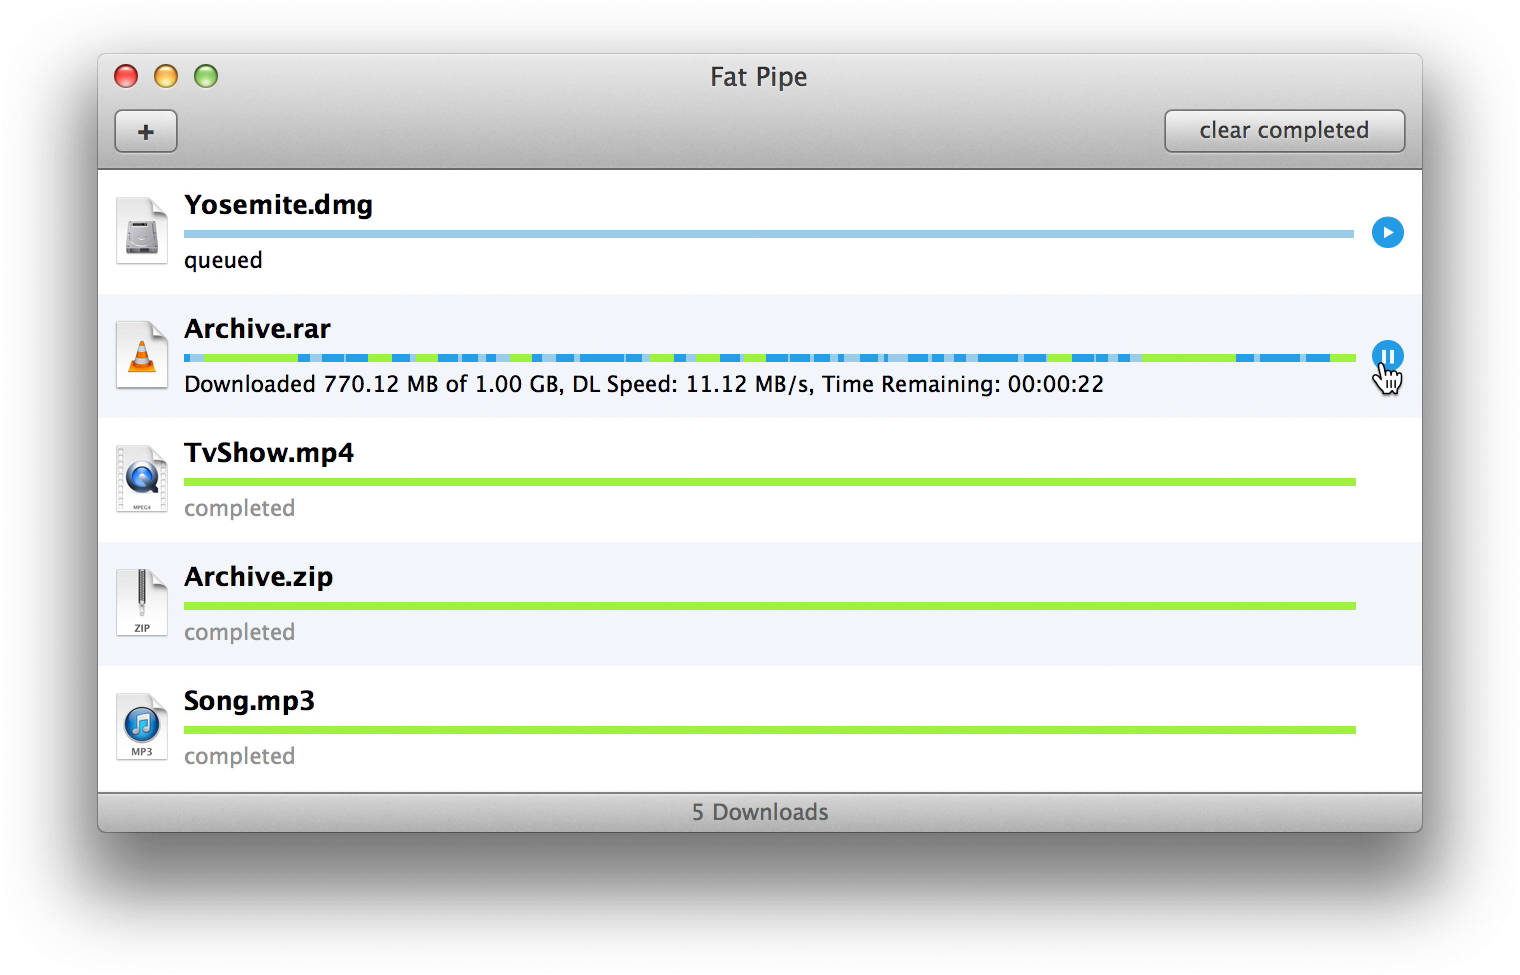 Fat Pipe
+
clear completed
Yosemite.dmg
queued
Archive.rar
Downloaded 770.12 MB of 1.00 GB, DL Speed: 11.12 MB/s, Time Remaining: 00:00:22
TvShow.mp4
MPEG4
completed
Archive.zip
ZIP
completed
Song.mp3
MP3
completed
5 Downloads